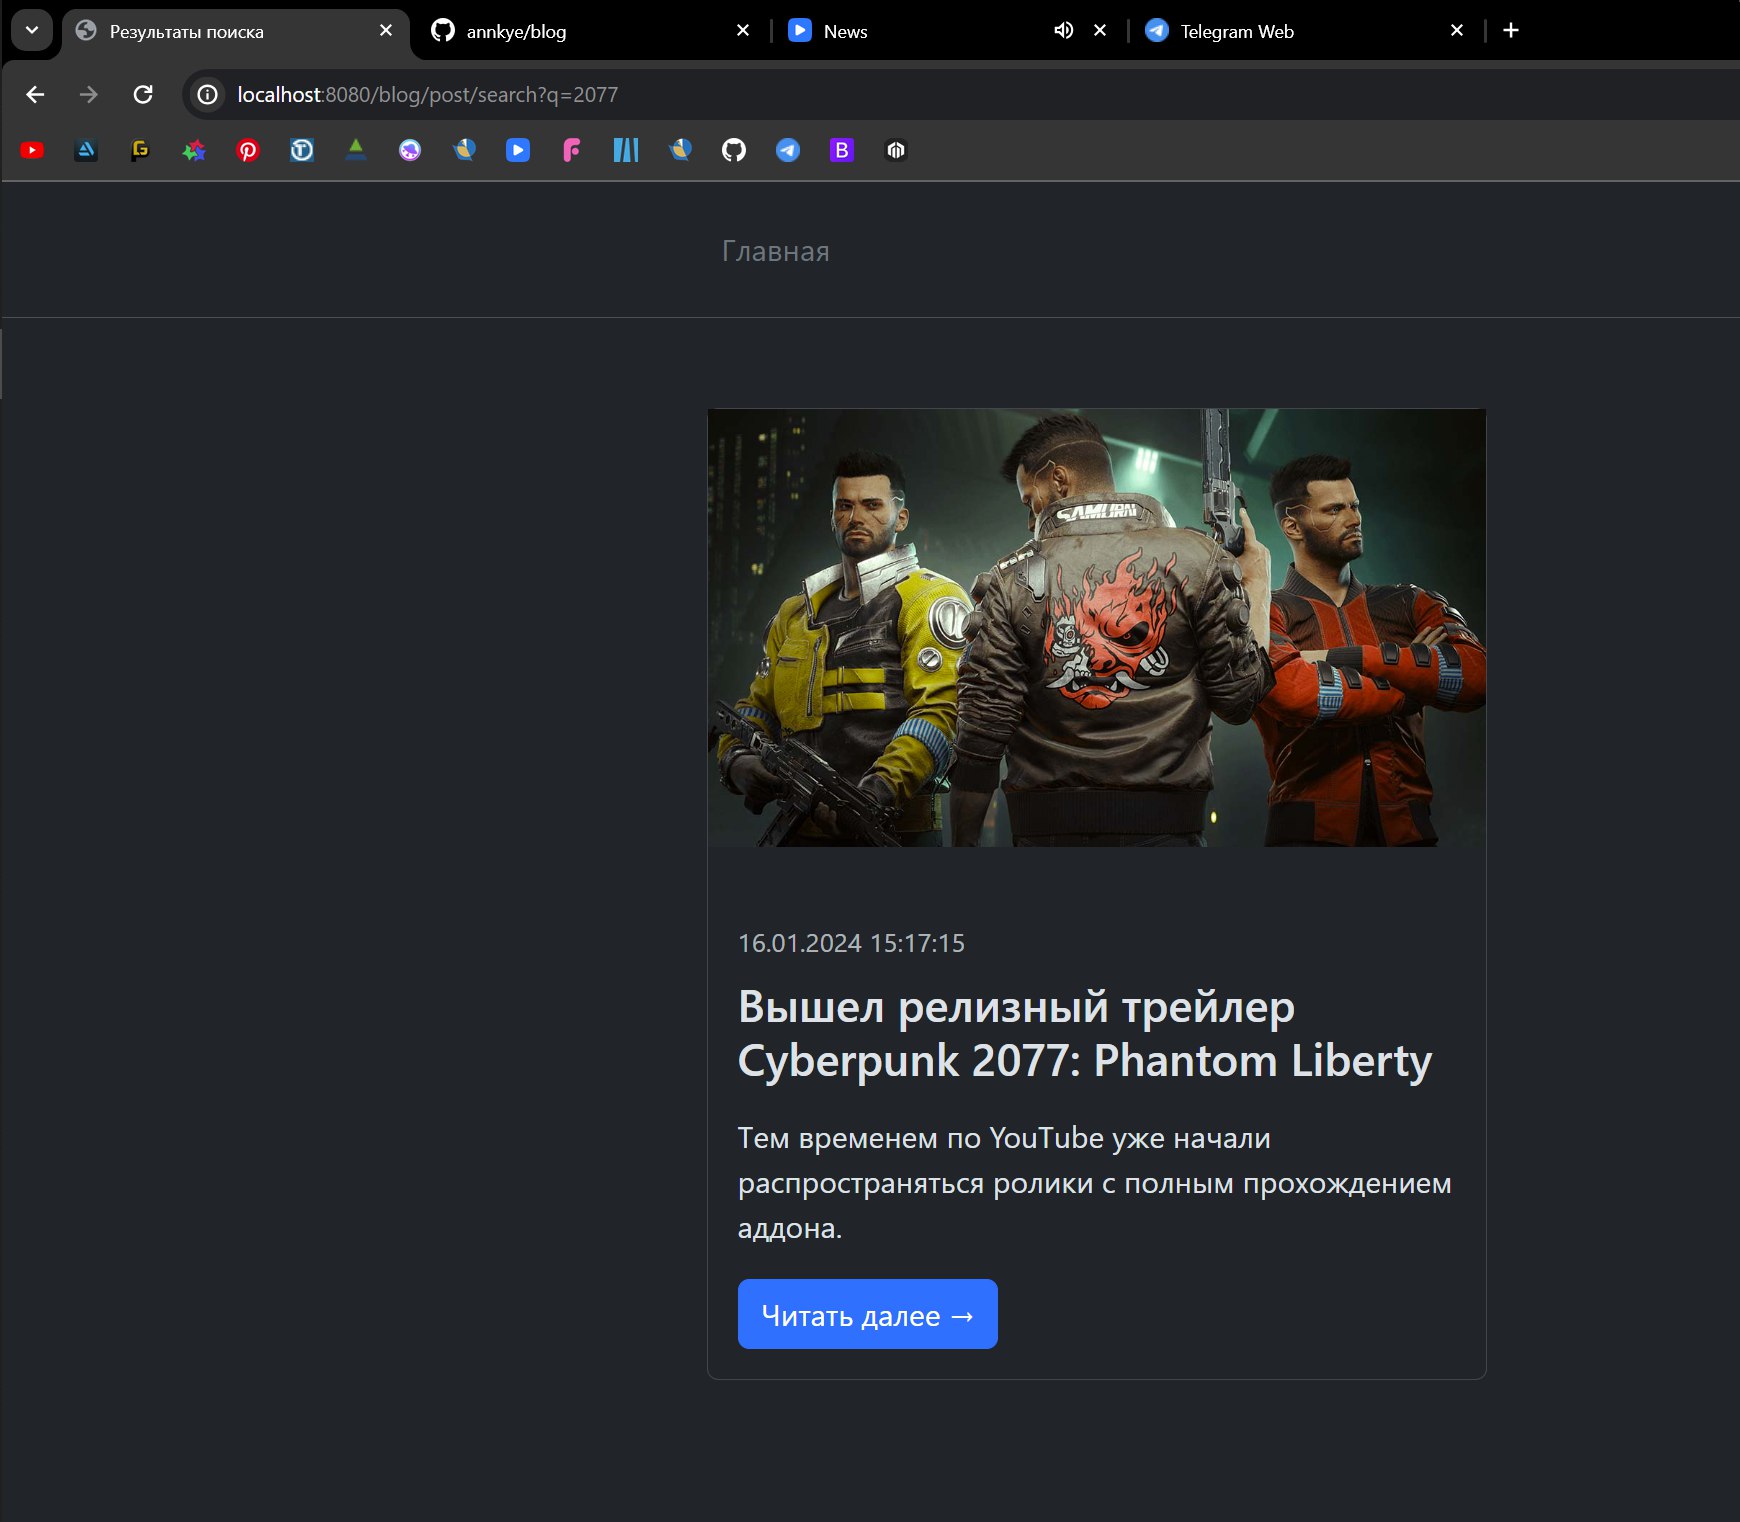 Результаты поиска
annkye/blog
News
Telegram Web
localhost:8080/blog/post/search?q=2077
B
Главная
SAMURAI
16.01.2024 15:17:15
Вышел релизный трейлер
Cyberpunk 2077: Phantom Liberty
Тем временем по YouTube уже начали
распространяться ролики с полным прохождением
аддона.
Читать далее →